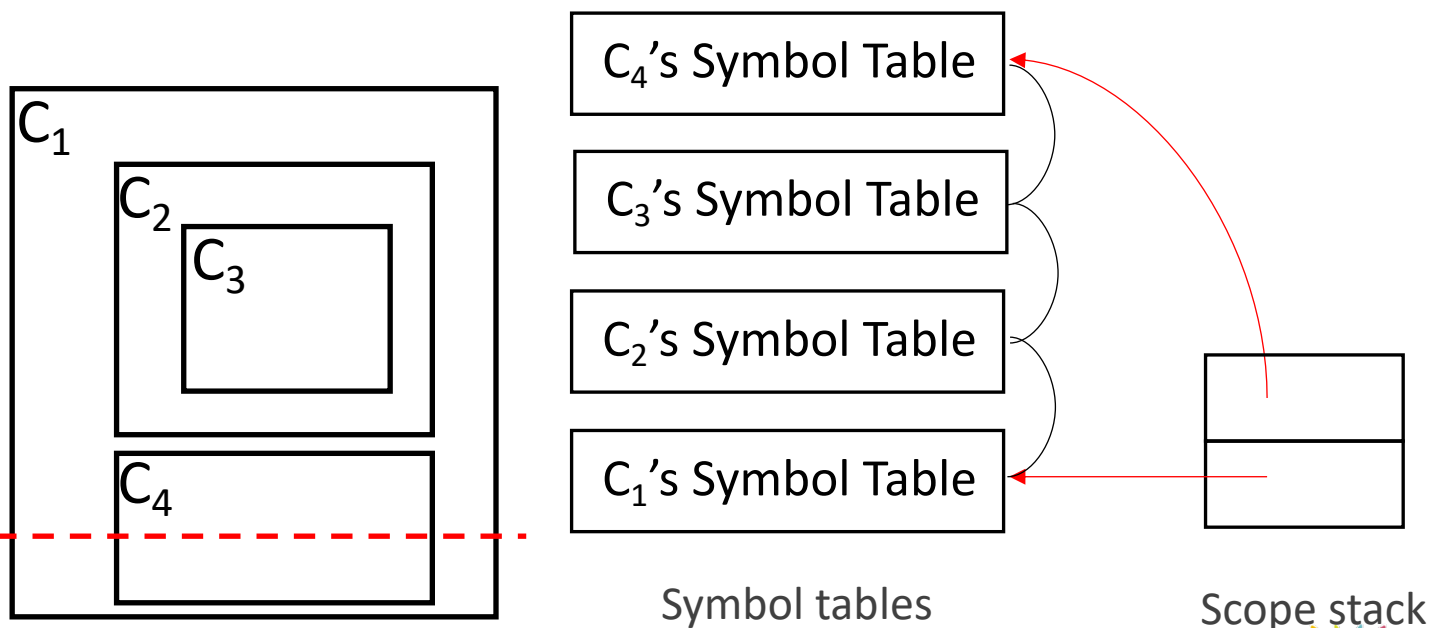 C₁
C₂
C₃
C₄
C₄’s Symbol Table
C₃’s Symbol Table
C₂’s Symbol Table
C₁’s Symbol Table
Symbol tables
Scope stack